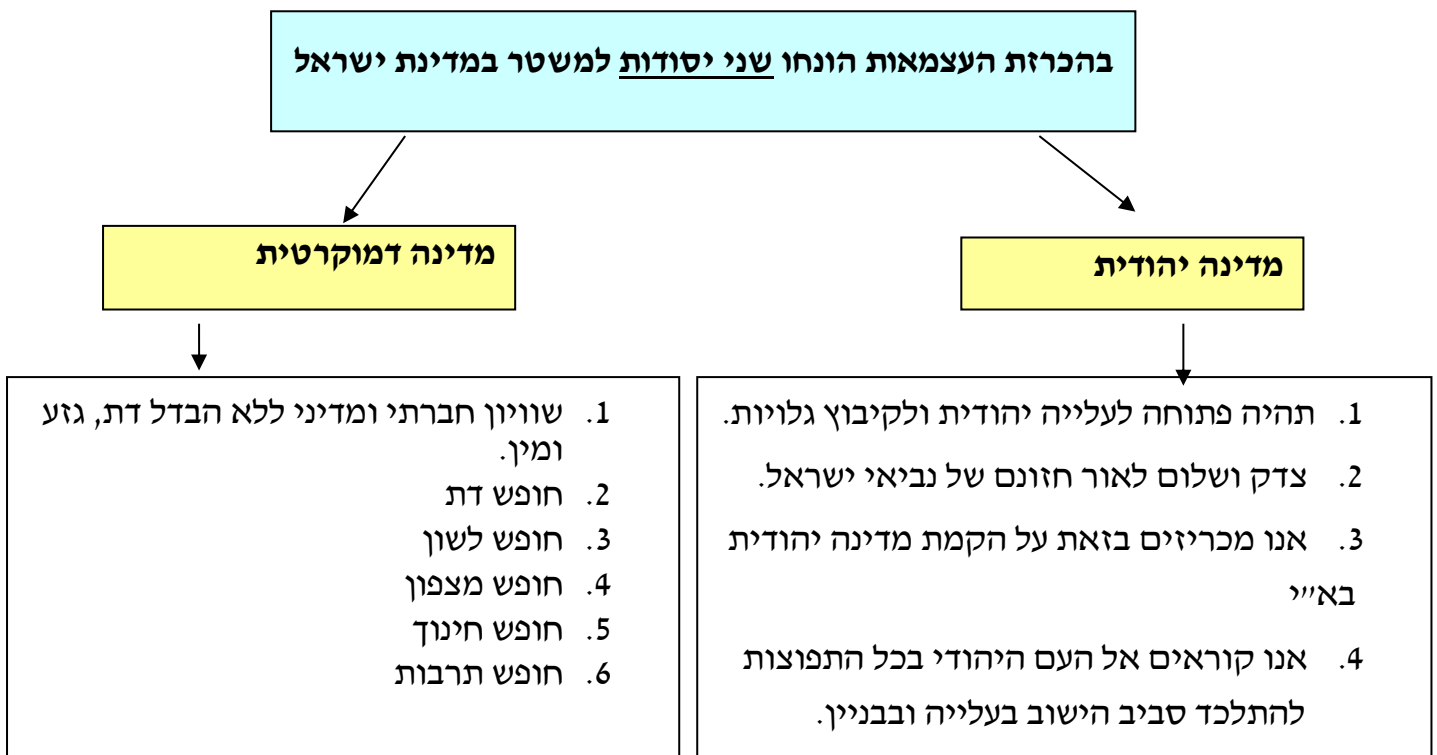 בהכרזת העצמאות הונחו שני יסודות למשטר במדינת ישראל
מדינה יהודית
מדינה דמוקרטית
1. תהיה פתוחה לעלייה יהודית ולקיבוץ גלויות.
2. צדק ושלום לאור חזונם של נביאי ישראל.
3. אנו מכריזים בזאת על הקמת מדינה יהודית
בא״י
4. אנו קוראים אל העם היהודי בכל התפוצות
להתלכד סביב הישוב בעלייה ובבניין.
1. שוויון חברתי ומדיני ללא הבדל דת, גזע
ומין.
2. חופש דת
3. חופש לשון
4. חופש מצפון
5. חופש חינוך
6. חופש תרבות